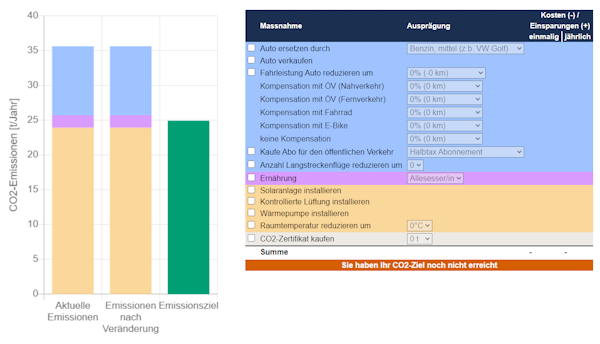 40
35
30
25
20
15
10
5
0
CO2-Emissionen [t/Jahr]
Aktuelle
Emissionen
Emissionen
nach
Veränderung
Emissionsziel
Massnahme Ausprägung Kosten (-) /
Einsparungen (+)
einmalig jährlich
Auto ersetzen durch Benzin, mittel (z.b. VW Golf)
Auto verkaufen
Fahrleistung Auto reduzieren um 0% (-0 km)
Kompensation mit ÖV (Nahverkehr) 0% (0 km)
Kompensation mit ÖV (Fernverkehr) 0% (0 km)
Kompensation mit Fahrrad 0% (0 km)
Kompensation mit E-Bike 0% (0 km)
keine Kompensation 0% (0 km)
Kaufe Abo für den öffentlichen Verkehr Halbtax Abonnement
Anzahl Langstreckenflüge reduzieren um 0
Ernährung Allesesser/in
Solaranlage installieren
Kontrollierte Lüftung installieren
Wärmepumpe installieren
Raumtemperatur reduzieren um 0°C
CO2-Zertifikat kaufen 0 t
Summe - -
Sie haben Ihr CO2-Ziel noch nicht erreicht